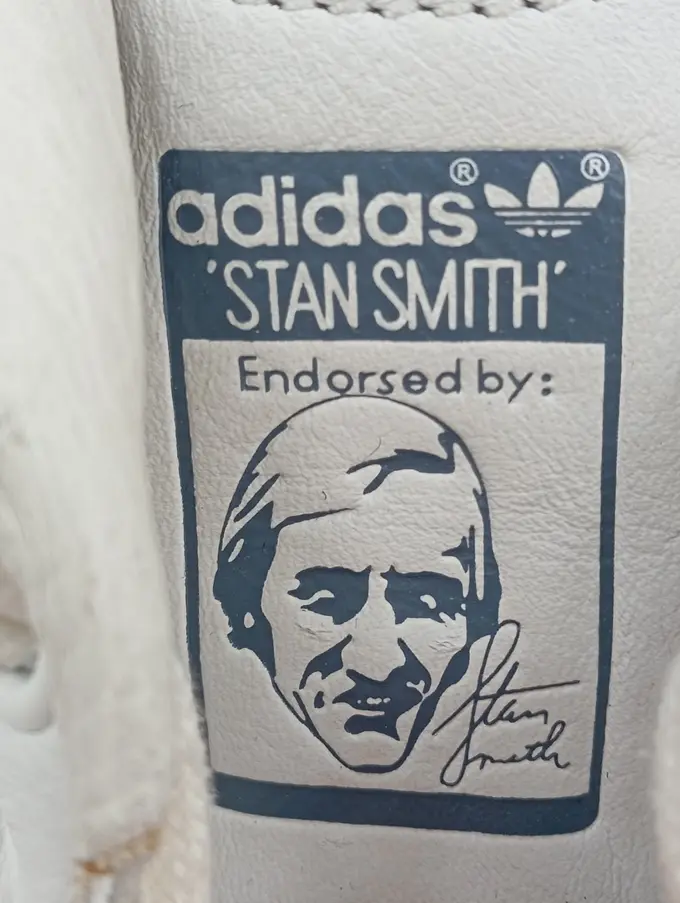 adidas® ®
'STAN SMITH'
Endorsed by:
Stan
Smith